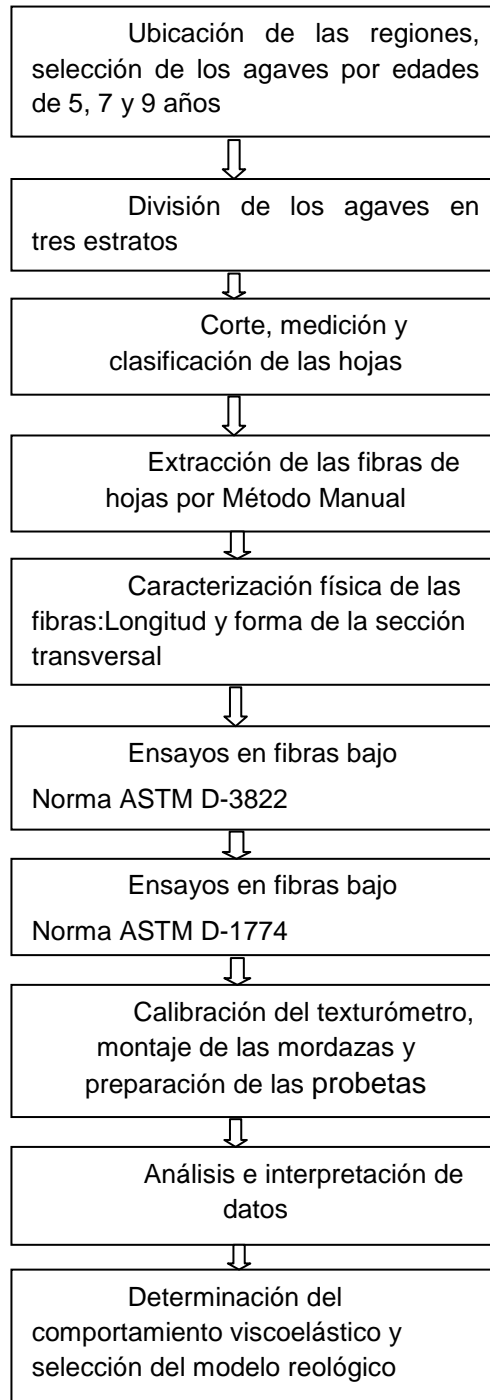 Ubicación de las regiones,
selección de los agaves por edades
de 5, 7 y 9 años
División de los agaves en
tres estratos
Corte, medición y
clasificación de las hojas
Extracción de las fibras de
hojas por Método Manual
Caracterización física de las
fibras:Longitud y forma de la sección
transversal
Ensayos en fibras bajo
Norma ASTM D-3822
Ensayos en fibras bajo
Norma ASTM D-1774
Calibración del texturómetro,
montaje de las mordazas y
preparación de las probetas
Análisis e interpretación de
datos
Determinación del
comportamiento viscoelástico y
selección del modelo reológico